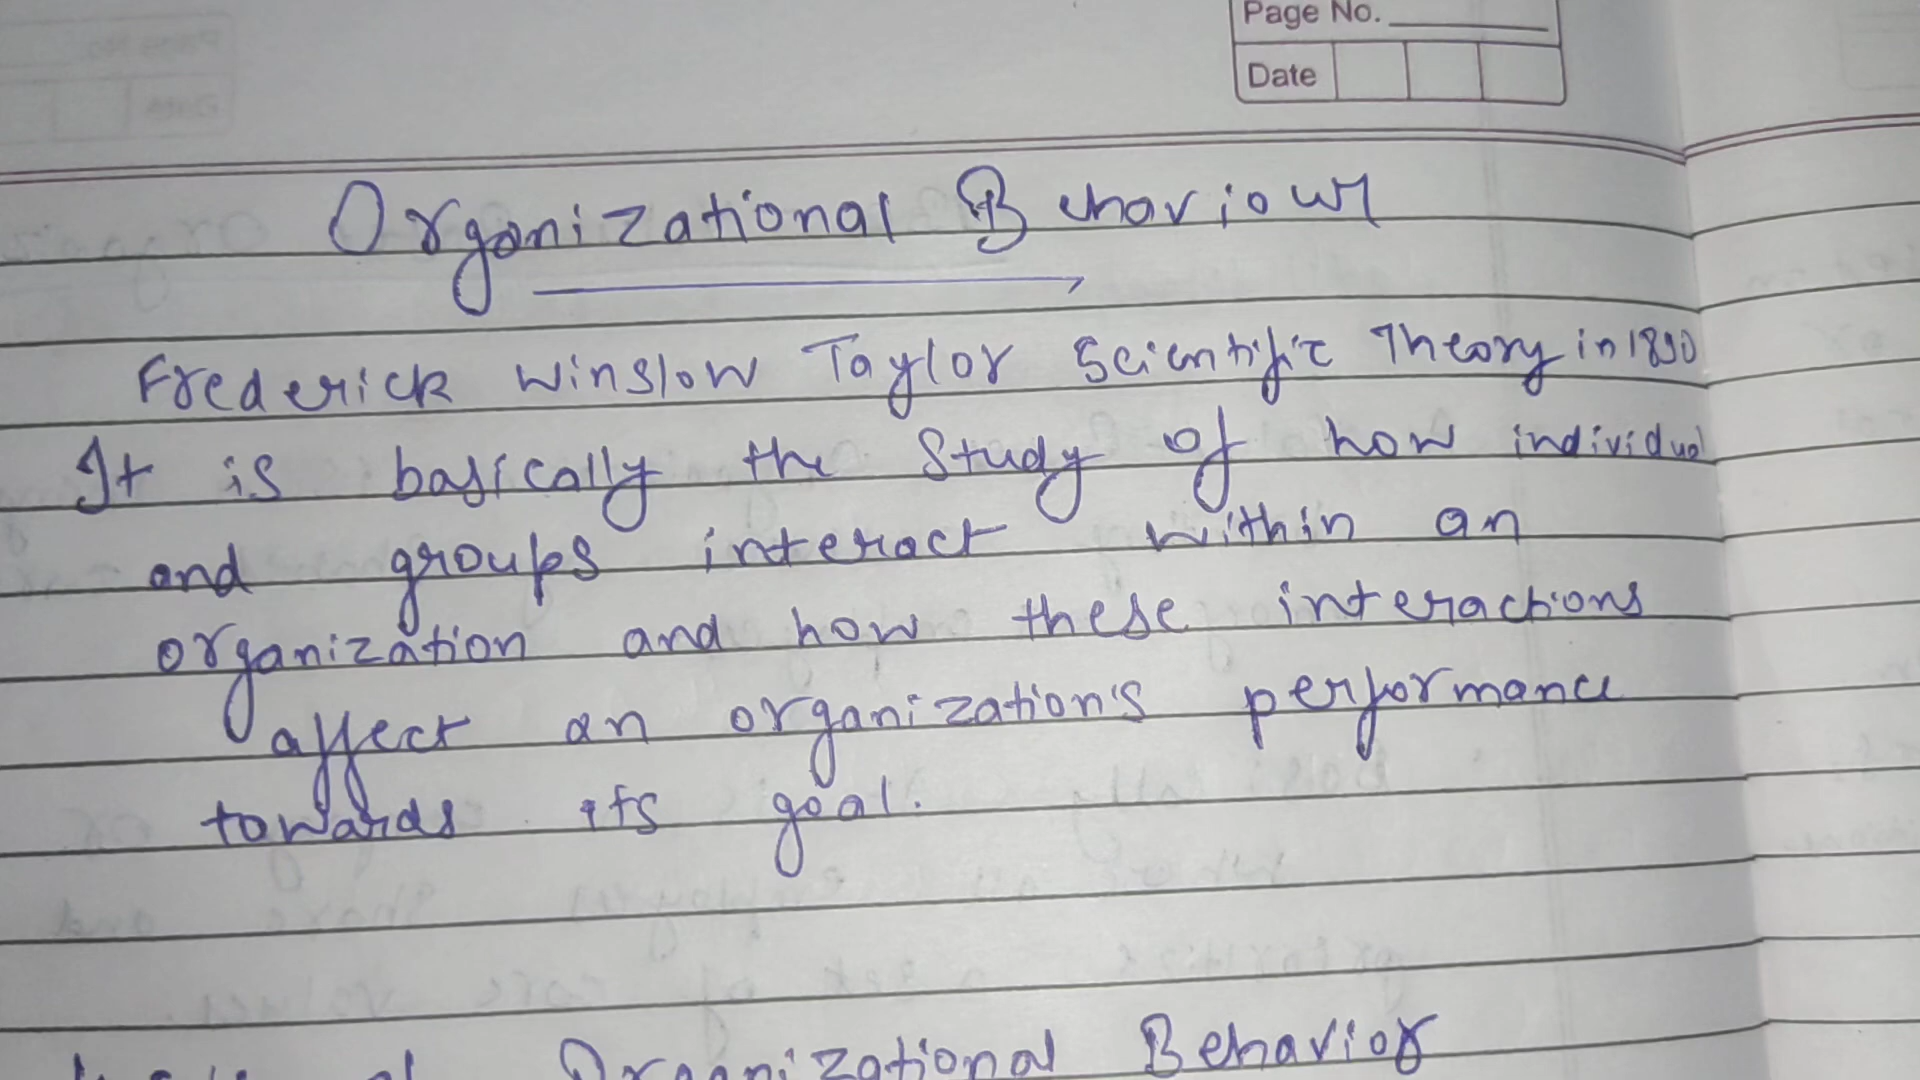 Page No.
Date
Organizational Behaviour
Frederick Winslow Taylor Scientific Theory in 1890
It is basically the Study of how individual
and groups interact within an
organization and how these interactions
affect an organization's performance
towards its goal.
Organizational Behavior